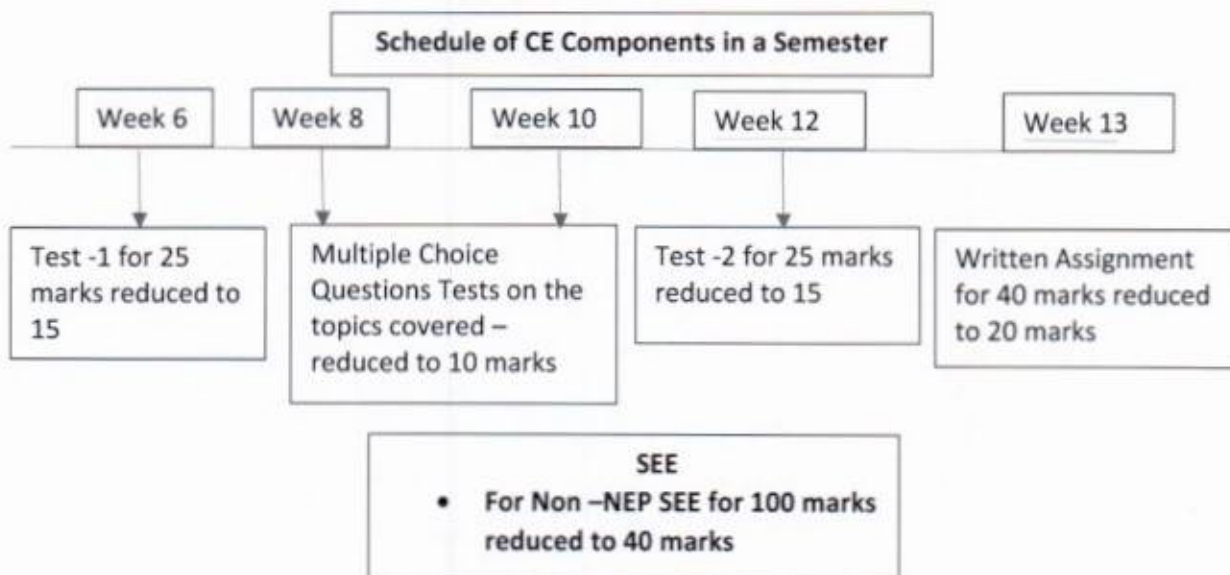 Schedule of CE Components in a Semester
Week 6
Week 8
Week 10
Week 12
Week 13
Test -1 for 25
marks reduced to
15
Multiple Choice
Questions Tests on the
topics covered –
reduced to 10 marks
Test -2 for 25 marks
reduced to 15
Written Assignment
for 40 marks reduced
to 20 marks
SEE
• For Non –NEP SEE for 100 marks
reduced to 40 marks